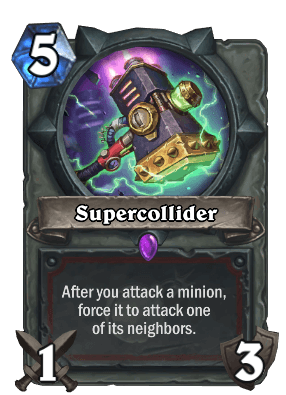 5
Supercollider
After you attack a minion,
force it to attack one
of its neighbors.
1
3